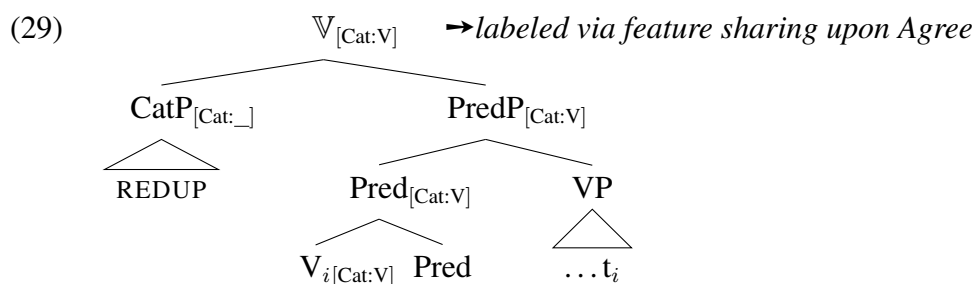 (29) 𝕍[Cat:V] ➙labeled via feature sharing upon Agree
CatP[Cat:_] PredP[Cat:V]
REDUP Pred[Cat:V] VP
Vi[Cat:V] Pred …ti